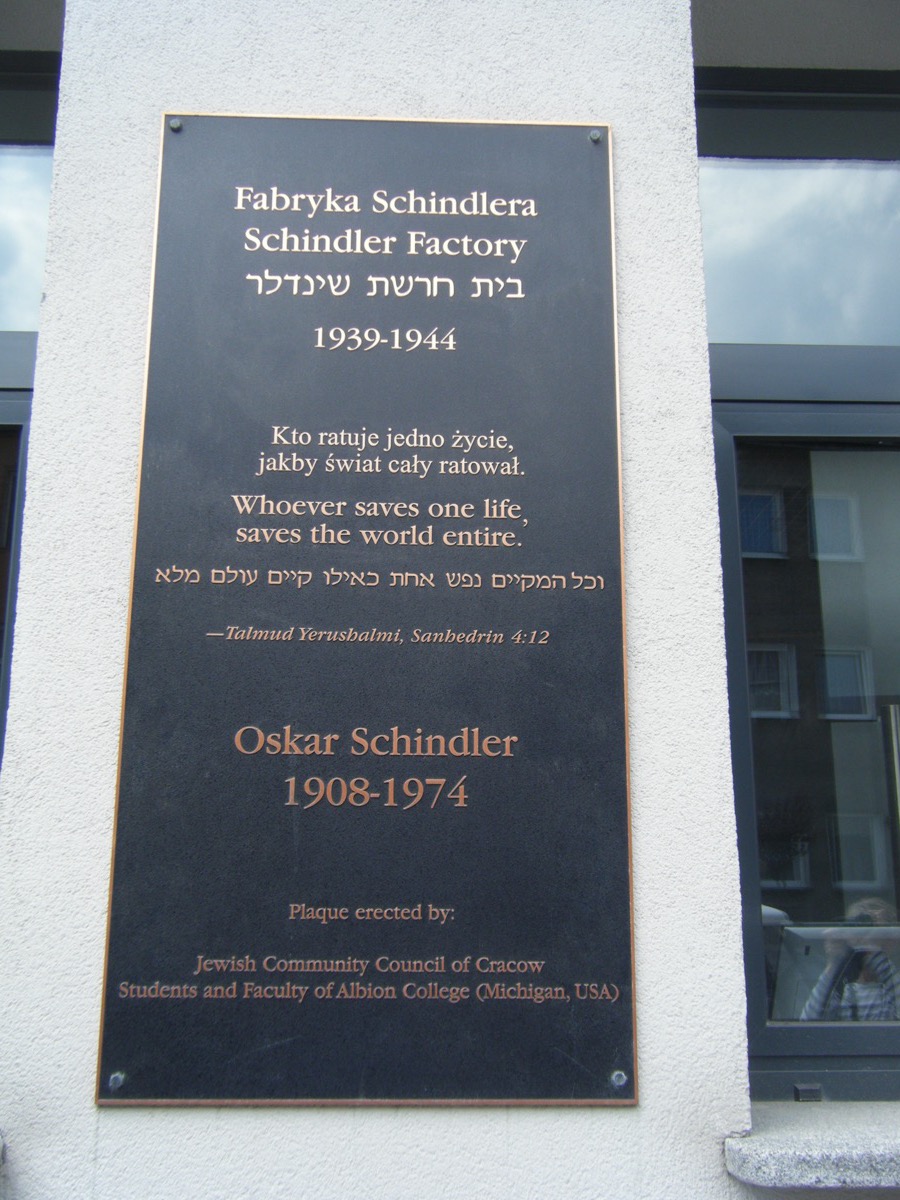 Fabryka Schindlera
Schindler Factory
בית חרשת שינדלר
1939-1944
Kto ratuje jedno życie,
jakby świat cały ratował.
Whoever saves one life,
saves the world entire.
וכל המקיים נפש אחת כאילו קיים עולם מלא
—Talmud Yerushalmi, Sanhedrin 4:12
Oskar Schindler
1908-1974
Plaque erected by:
Jewish Community Council of Cracow
Students and Faculty of Albion College (Michigan, USA)